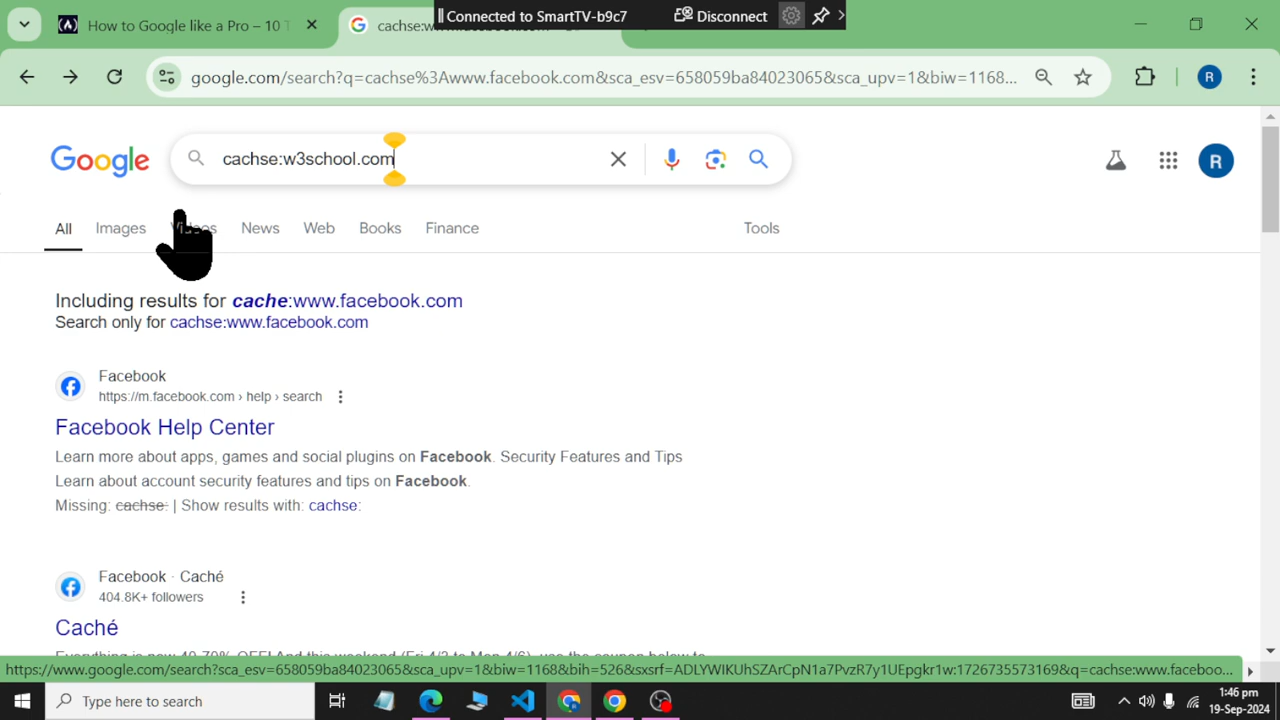 How to Google like a Pro – 10 T
Connected to SmartTV-b9c7
Disconnect
google.com/search?q=cachse%3Awww.facebook.com&sca_esv=658059ba84023065&sca_upv=1&biw=1168...
R
Google
cachse:w3school.com
R
All Images Videos News Web Books Finance Tools
Including results for cache:www.facebook.com
Search only for cachse:www.facebook.com
Facebook
https://m.facebook.com › help › search
Facebook Help Center
Learn more about apps, games and social plugins on Facebook. Security Features and Tips
Learn about account security features and tips on Facebook.
Missing: cachse: | Show results with: cachse:
Facebook · Caché
404.8K+ followers
Caché
https://www.google.com/search?sca_esv=658059ba84023065&sca_upv=1&biw=1168&bih=526&sxsrf=ADLYWIKUhSZArCpN1a7PvzR7y1UEpgkr1w:1726735573169&q=cachse:www.faceboo...
Type here to search
1:46 pm
19-Sep-2024